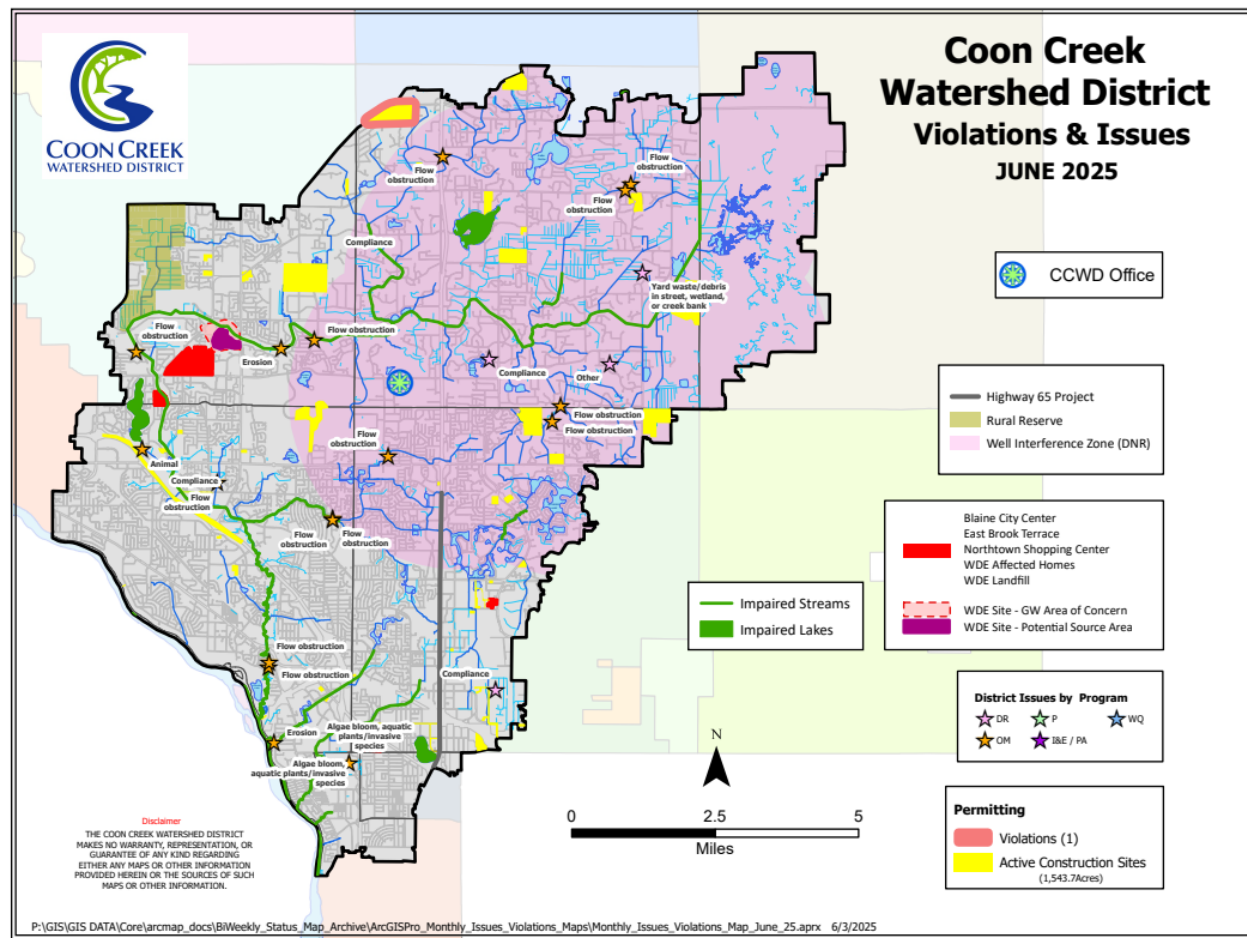 Coon Creek
Watershed District
Violations & Issues
JUNE 2025
COON CREEK
WATERSHED DISTRICT
Flow
obstruction
Flow
obstruction
Flow
obstruction
Compliance
Yard waste/debris
in street, wetland,
or creek bank
Flow
obstruction
Flow obstruction
Erosion
Compliance
Other
Flow obstruction
Flow obstruction
Flow
obstruction
Animal
Compliance
Flow
obstruction
Flow
obstruction
Flow
obstruction
Flow obstruction
Flow obstruction
Compliance
Erosion
Algae bloom, aquatic
plants/invasive
species
Algae bloom,
aquatic plants/invasive
species
CCWD Office
Highway 65 Project
Rural Reserve
Well Interference Zone (DNR)
Blaine City Center
East Brook Terrace
Northtown Shopping Center
WDE Affected Homes
WDE Landfill
WDE Site - GW Area of Concern
WDE Site - Potential Source Area
Impaired Streams
Impaired Lakes
District Issues by Program
DR
P
WQ
OM
I&E / PA
N
0
2.5
5
Miles
Permitting
Violations (1)
Active Construction Sites
(1,543.7Acres)
Disclaimer
THE COON CREEK WATERSHED DISTRICT
MAKES NO WARRANTY, REPRESENTATION, OR
GUARANTEE OF ANY KIND REGARDING
EITHER ANY MAPS OR OTHER INFORMATION
PROVIDED HEREIN OR THE SOURCES OF SUCH
MAPS OR OTHER INFORMATION.
P:\GIS\GIS DATA\Core\arcmap_docs\BiWeekly_Status_Map_Archive\ArcGISPro_Monthly_Issues_Violations_Maps\Monthly_Issues_Violations_Map_June_25.aprx 6/3/2025